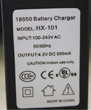 18650 Battery Charger
Model: HX-101
INPUT:100-240V AC
50/60Hz
OUTPUT:4.2V DC 500mA